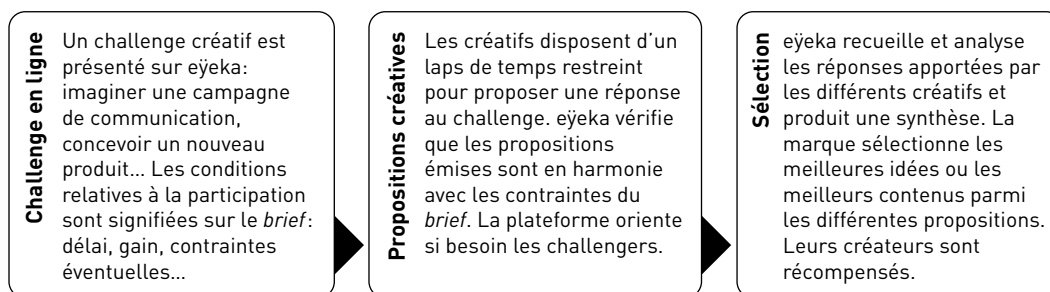 Challenge en ligne
Un challenge créatif est
présenté sur eÿeka:
imaginer une campagne
de communication,
concevoir un nouveau
produit... Les conditions
relatives à la participation
sont signifiées sur le brief:
délai, gain, contraintes
éventuelles...
Propositions créatives
Les créatifs disposent d'un
laps de temps restreint
pour proposer une réponse
au challenge. eÿeka vérifie
que les propositions
émises sont en harmonie
avec les contraintes du
brief. La plateforme oriente
si besoin les challengers.
Sélection
eÿeka recueille et analyse
les réponses apportées par
les différents créatifs et
produit une synthèse. La
marque sélectionne les
meilleures idées ou les
meilleurs contenus parmi
les différentes propositions.
Leurs créateurs sont
récompensés.